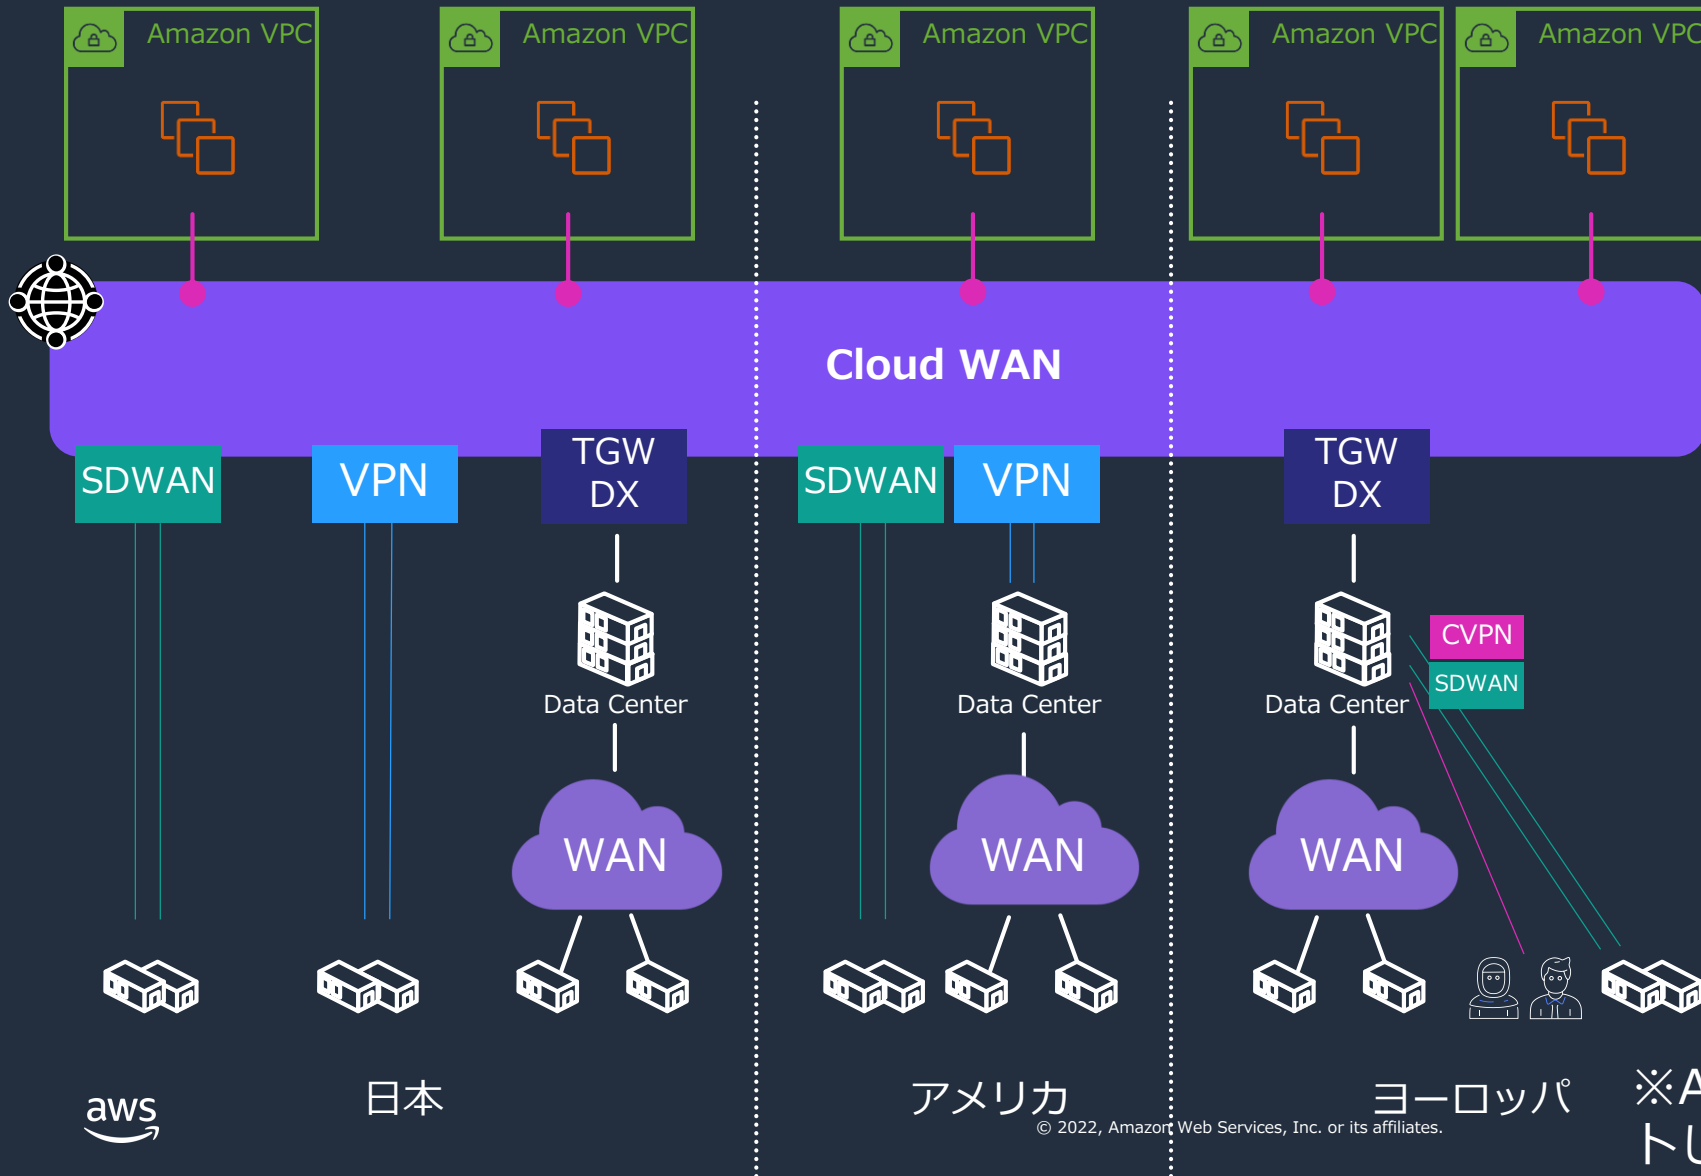 Amazon VPC
Amazon VPC
Amazon VPC
Amazon VPC
Amazon VPC
Cloud WAN
SDWAN
VPN
TGW
DX
SDWAN
VPN
TGW
DX
CVPN
SDWAN
Data Center
Data Center
Data Center
WAN
WAN
WAN
日本
アメリカ
ヨーロッパ
※A
トレ
aws
© 2022, Amazon Web Services, Inc. or its affiliates.